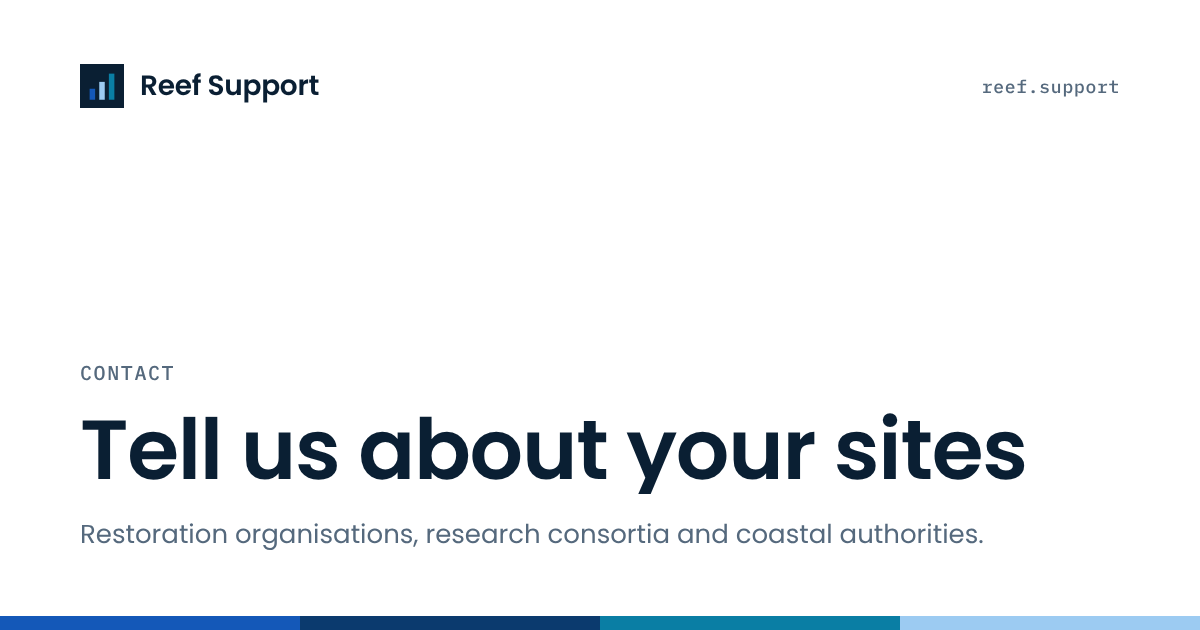 Reef Support
reef.support
CONTACT
Tell us about your sites
Restoration organisations, research consortia and coastal authorities.